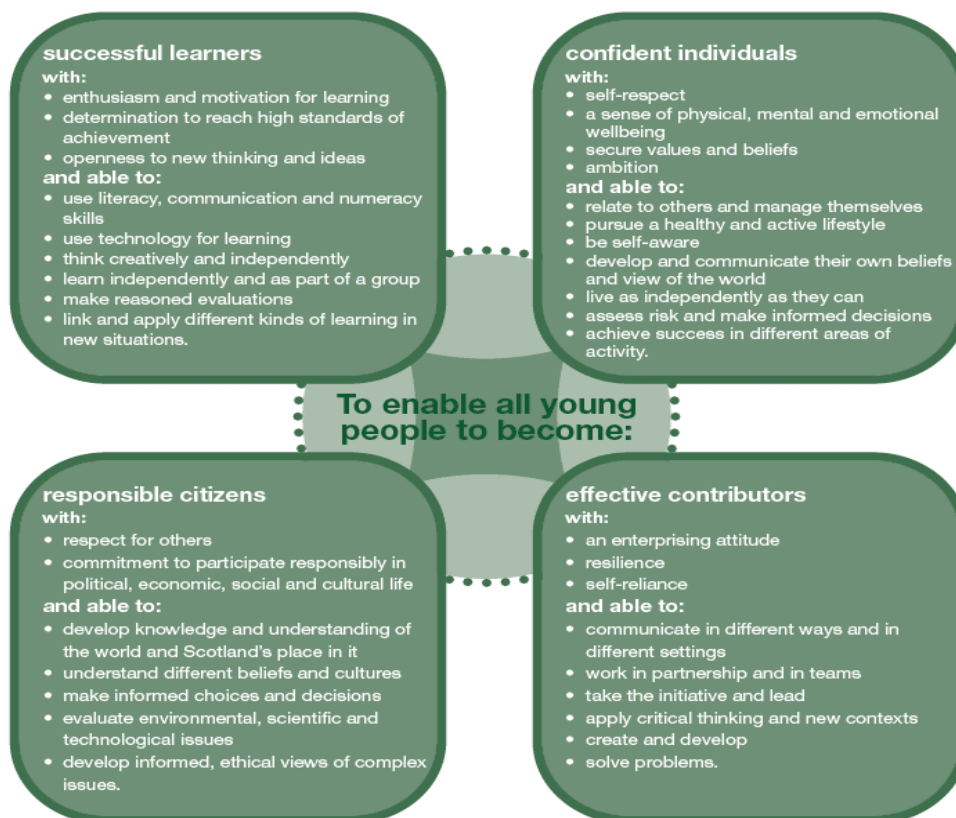 successful learners
with:
• enthusiasm and motivation for learning
• determination to reach high standards of
achievement
• openness to new thinking and ideas
and able to:
• use literacy, communication and numeracy
skills
• use technology for learning
• think creatively and independently
• learn independently and as part of a group
• make reasoned evaluations
• link and apply different kinds of learning in
new situations.
confident individuals
with:
• self-respect
• a sense of physical, mental and emotional
wellbeing
• secure values and beliefs
• ambition
and able to:
• relate to others and manage themselves
• pursue a healthy and active lifestyle
• be self-aware
• develop and communicate their own beliefs
and view of the world
• live as independently as they can
• assess risk and make informed decisions
• achieve success in different areas of
activity.
To enable all young
people to become:
responsible citizens
with:
• respect for others
• commitment to participate responsibly in
political, economic, social and cultural life
and able to:
• develop knowledge and understanding of
the world and Scotland's place in it
• understand different beliefs and cultures
• make informed choices and decisions
• evaluate environmental, scientific and
technological issues
• develop informed, ethical views of complex
issues.
effective contributors
with:
• an enterprising attitude
• resilience
• self-reliance
and able to:
• communicate in different ways and in
different settings
• work in partnership and in teams
• take the initiative and lead
• apply critical thinking and new contexts
• create and develop
• solve problems.